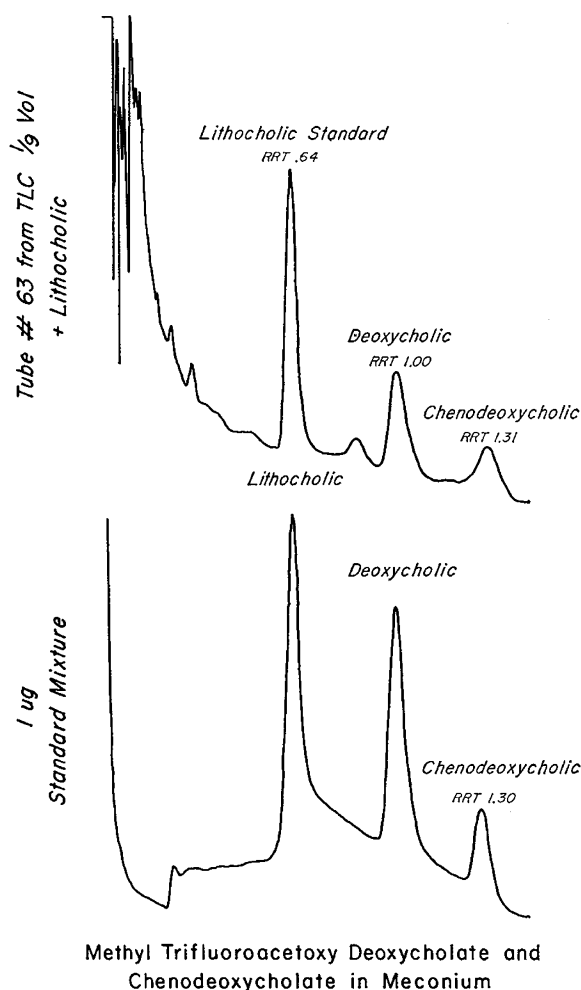 Tube # 63 from TLC 1/9 Vol
+ Lithocholic
Lithocholic Standard
RRT .64
Deoxycholic
RRT 1.00
Chenodeoxycholic
RRT 1.31
Lithocholic
1 ug
Standard Mixture
Deoxycholic
Chenodeoxycholic
RRT 1.30
Methyl Trifluoroacetoxy Deoxycholate and
Chenodeoxycholate in Meconium